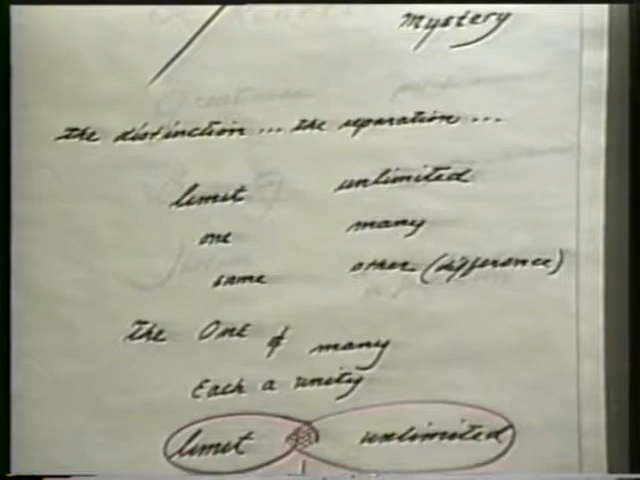 mystery
the distinction ... the separation ...
limit unlimited
one many
same other (difference)
the One of many
Each a unity
limit unlimited